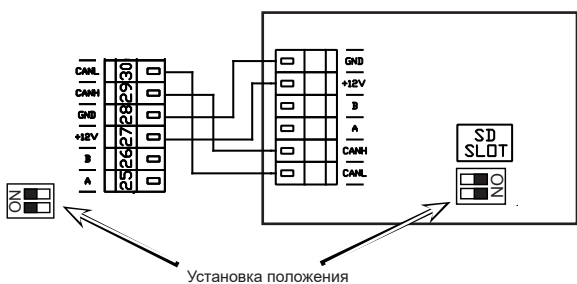 CANL 30
CANH 29
GND 28
+12V 27
B 26
A 25
GND
+12V
B
A
CANH
CANL
SD
SLOT
ON
ON
Установка положения